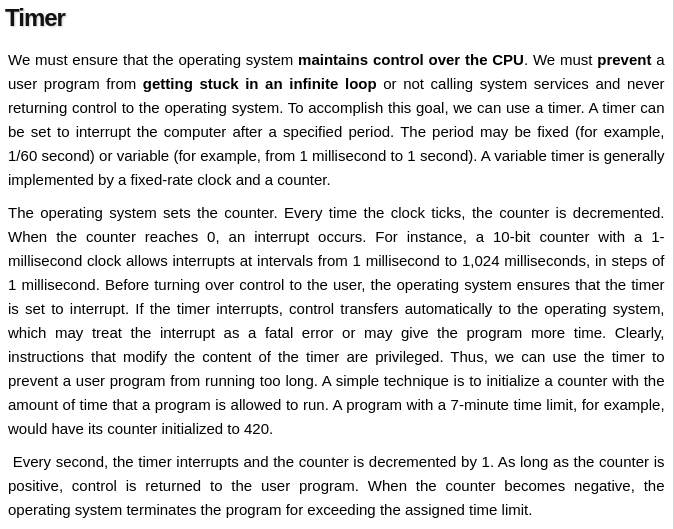 Timer
We must ensure that the operating system maintains control over the CPU. We must prevent a
user program from getting stuck in an infinite loop or not calling system services and never
returning control to the operating system. To accomplish this goal, we can use a timer. A timer can
be set to interrupt the computer after a specified period. The period may be fixed (for example,
1/60 second) or variable (for example, from 1 millisecond to 1 second). A variable timer is generally
implemented by a fixed-rate clock and a counter.
The operating system sets the counter. Every time the clock ticks, the counter is decremented.
When the counter reaches 0, an interrupt occurs. For instance, a 10-bit counter with a 1-
millisecond clock allows interrupts at intervals from 1 millisecond to 1,024 milliseconds, in steps of
1 millisecond. Before turning over control to the user, the operating system ensures that the timer
is set to interrupt. If the timer interrupts, control transfers automatically to the operating system,
which may treat the interrupt as a fatal error or may give the program more time. Clearly,
instructions that modify the content of the timer are privileged. Thus, we can use the timer to
prevent a user program from running too long. A simple technique is to initialize a counter with the
amount of time that a program is allowed to run. A program with a 7-minute time limit, for example,
would have its counter initialized to 420.
Every second, the timer interrupts and the counter is decremented by 1. As long as the counter is
positive, control is returned to the user program. When the counter becomes negative, the
operating system terminates the program for exceeding the assigned time limit.